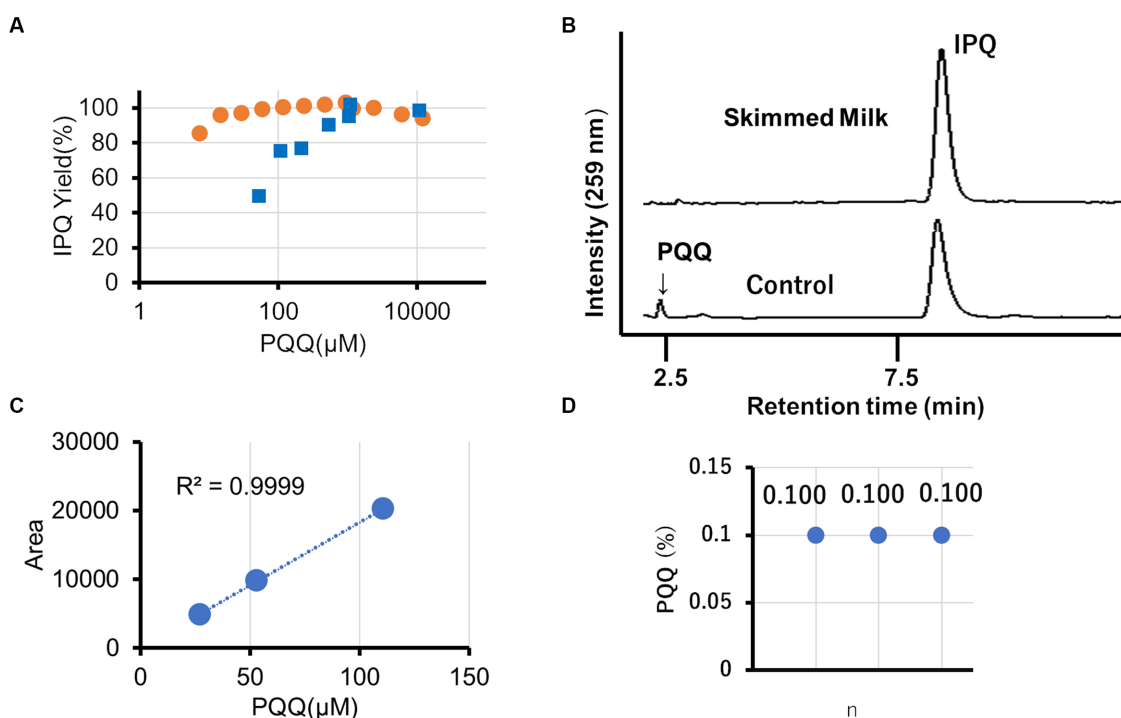 A
IPQ Yield(%)
100
80
60
40
20
0
1
100
10000
PQQ(μM)
B
Intensity (259 nm)
IPQ
Skimmed Milk
PQQ
↓
Control
2.5
7.5
Retention time (min)
C
Area
30000
20000
10000
0
R² = 0.9999
0
50
100
150
PQQ(μM)
D
PQQ (%)
0.15
0.1
0.05
0
0.100 0.100 0.100
n